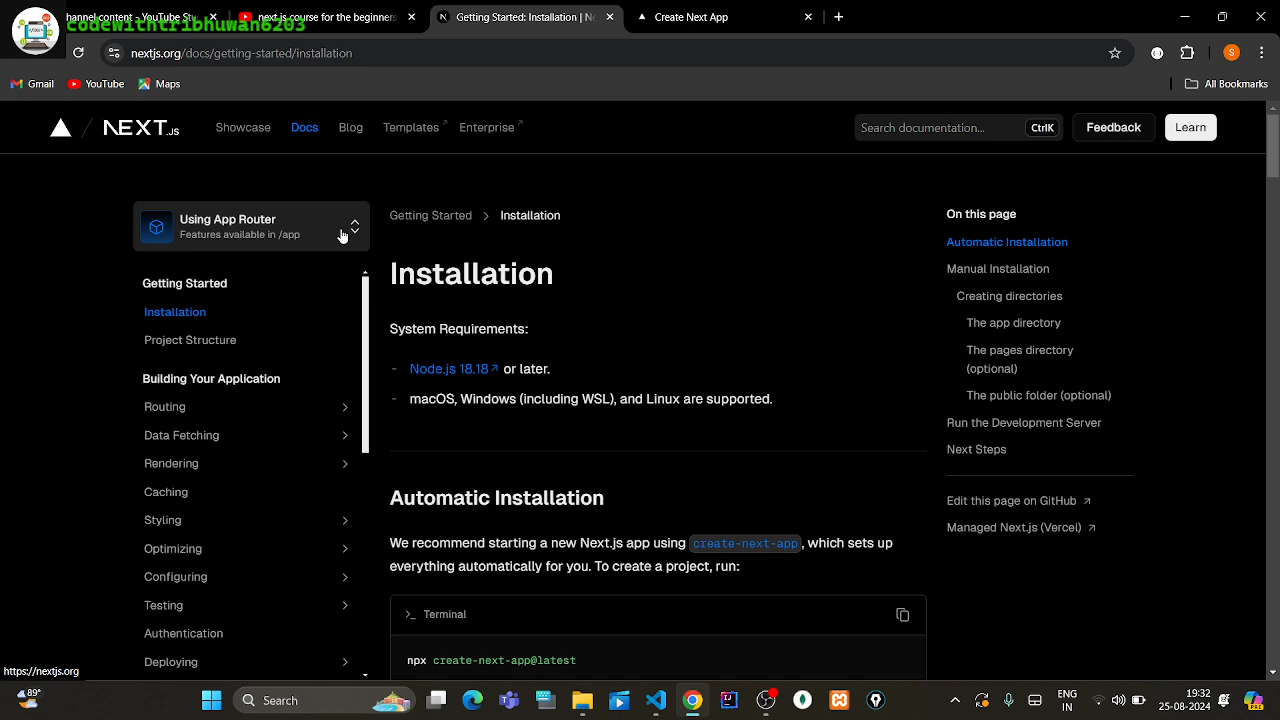 channel content - YouTube Stu
next.js course for the beginners
Getting Started: Installation | Ne
Create Next App
codewithtribhuwan6203
nextjs.org/docs/getting-started/installation
Gmail
YouTube
Maps
All Bookmarks
NEXT.JS
Showcase
Docs
Blog
Templates
Enterprise
Search documentation...
CtrlK
Feedback
Learn
Using App Router
Features available in /app
Getting Started
Installation
Project Structure
Building Your Application
Routing
Data Fetching
Rendering
Caching
Styling
Optimizing
Configuring
Testing
Authentication
Deploying
Getting Started > Installation
Installation
System Requirements:
- Node.js 18.18 or later.
- macOS, Windows (including WSL), and Linux are supported.
Automatic Installation
We recommend starting a new Next.js app using create-next-app, which sets up
everything automatically for you. To create a project, run:
>_ Terminal
npx create-next-app@latest
On this page
Automatic Installation
Manual Installation
Creating directories
The app directory
The pages directory
(optional)
The public folder (optional)
Run the Development Server
Next Steps
Edit this page on GitHub
Managed Next.js (Vercel)
https://nextjs.org
89°
Search
ENG
IN
19:32
25-08-2024